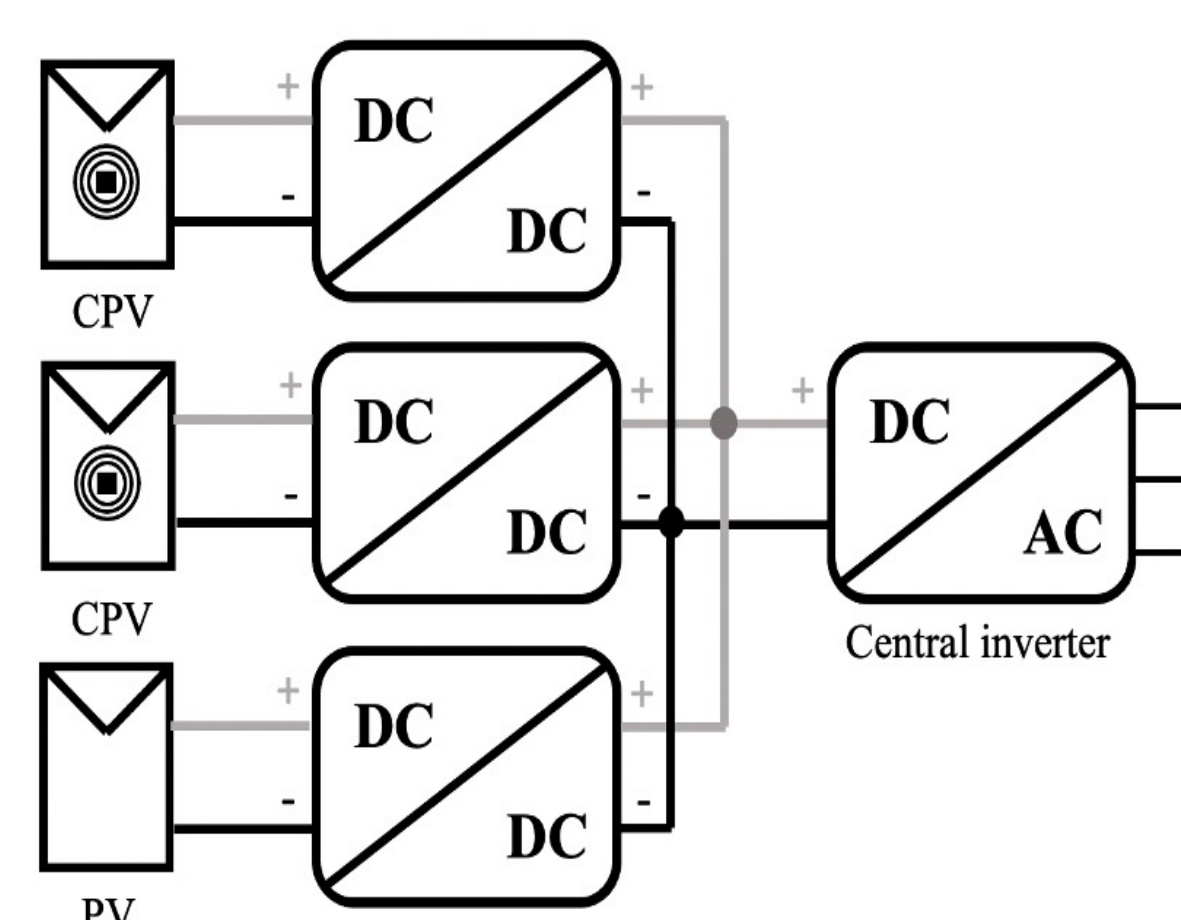 + +
DC
- -
DC
CPV
+ + +
DC DC
- -
DC AC
CPV
Central inverter
+ +
DC
- -
DC
PV